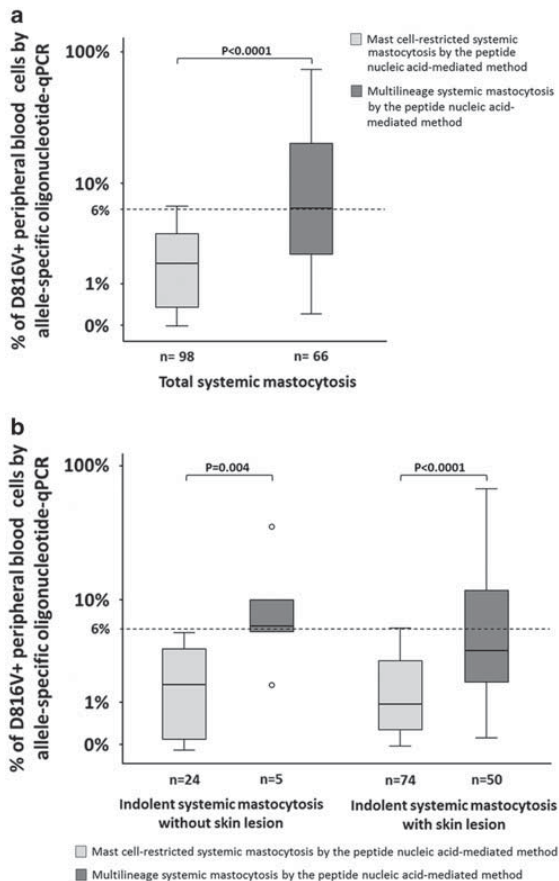 a
% of D816V+ peripheral blood cells by
allele-specific oligonucleotide-qPCR
100%
10%
6%
1%
0%
P<0.0001
Mast cell-restricted systemic
mastocytosis by the peptide
nucleic acid-mediated method
Multilineage systemic mastocytosis
by the peptide nucleic acid-
mediated method
n= 98
n= 66
Total systemic mastocytosis
b
% of D816V+ peripheral blood cells by
allele-specific oligonucleotide-qPCR
100%
10%
6%
1%
0%
P=0.004
P<0.0001
n=24
n=5
n=74
n=50
Indolent systemic mastocytosis
without skin lesion
Indolent systemic mastocytosis
with skin lesion
Mast cell-restricted systemic mastocytosis by the peptide nucleic acid-mediated method
Multilineage systemic mastocytosis by the peptide nucleic acid-mediated method